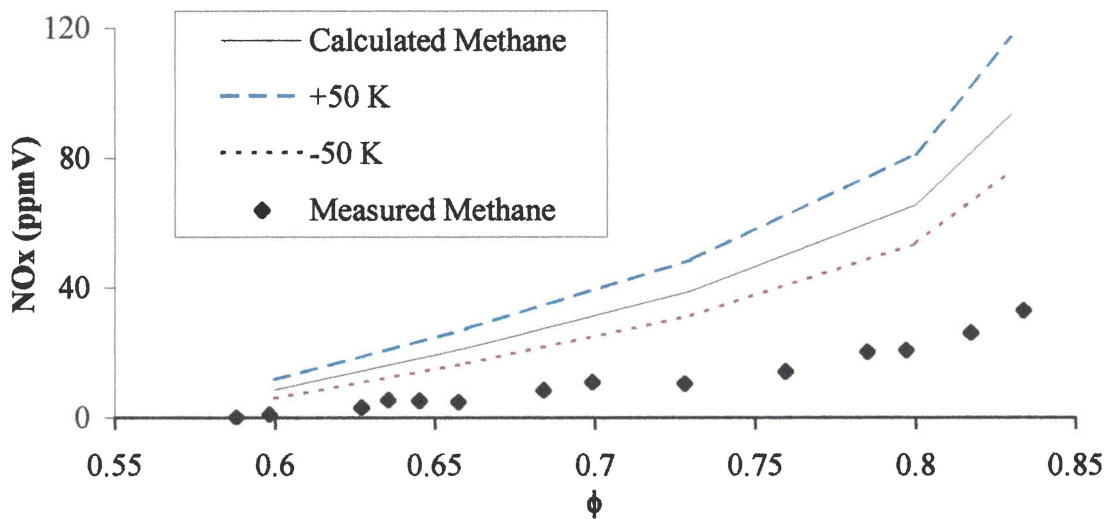 120
80
40
0
NOx (ppmV)
Calculated Methane
+50 K
-50 K
Measured Methane
0.55 0.6 0.65 0.7 0.75 0.8 0.85
ϕ